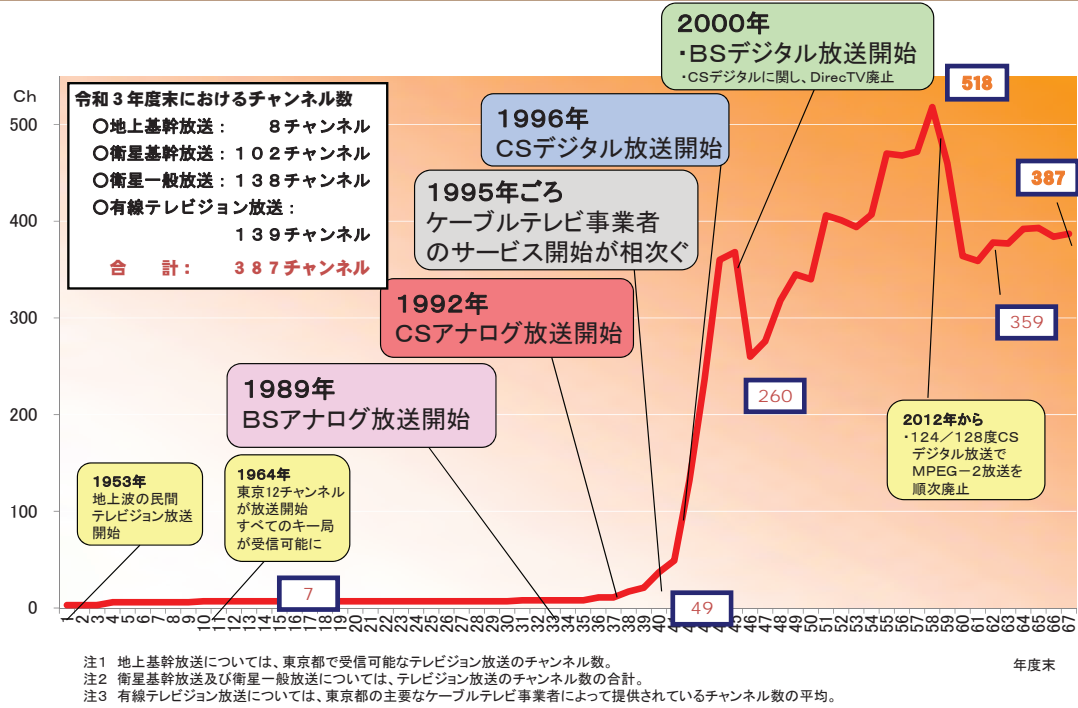 2000年
・BSデジタル放送開始
・CSデジタルに関し、DirecTV廃止
Ch
500
400
300
200
100
0
令和３年度末におけるチャンネル数
○地上基幹放送： 8チャンネル
○衛星基幹放送：１０２チャンネル
○衛星一般放送：１３８チャンネル
○有線テレビジョン放送：
１３９チャンネル
合　計： ３８７チャンネル
1996年
CSデジタル放送開始
518
1995年ごろ
ケーブルテレビ事業者
のサービス開始が相次ぐ
387
1992年
CSアナログ放送開始
359
1989年
BSアナログ放送開始
260
2012年から
・124／128度CS
デジタル放送で
MPEG－2放送を
順次廃止
1953年
地上波の民間
テレビジョン放送
開始
1964年
東京12チャンネル
が放送開始
すべてのキー局
が受信可能に
7
49
1 2 3 4 5 6 7 8 9 10 11 12 13 14 15 16 17 18 19 20 21 22 23 24 25 26 27 28 29 30 31 32 33 34 35 36 37 38 39 40 45 46 47 48 49 50 51 52 53 54 55 56 57 58 59 60 61 62 63 64 65 66 67
年度末
注1 地上基幹放送については、東京都で受信可能なテレビジョン放送のチャンネル数。
注2 衛星基幹放送及び衛星一般放送については、テレビジョン放送のチャンネル数の合計。
注3 有線テレビジョン放送については、東京都の主要なケーブルテレビ事業者によって提供されているチャンネル数の平均。